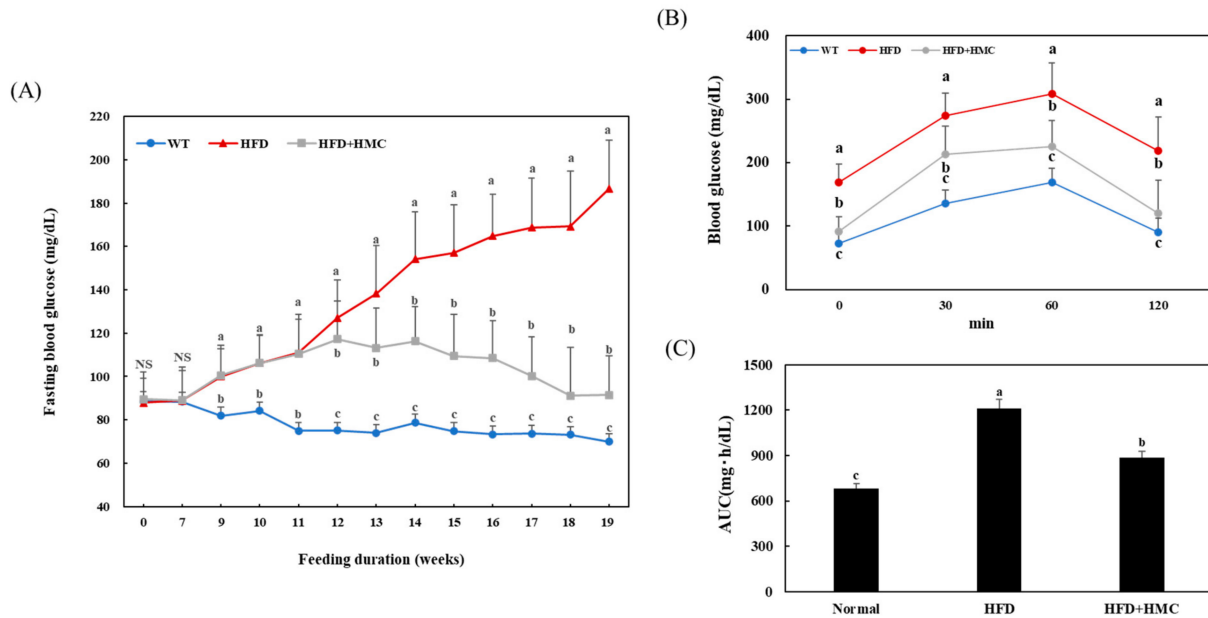 (A)
220
200
180
160
140
120
100
80
60
40
Fasting blood glucose (mg/dL)
WT HFD HFD+HMC
NS NS a a a a a a a a a a a
b b b b b b b b
b b b c c c c c c c c
0 7 9 10 11 12 13 14 15 16 17 18 19
Feeding duration (weeks)
(B)
400
300
200
100
0
Blood glucose (mg/dL)
WT HFD HFD+HMC
a a a a
b b b b
c c c c
0 30 60 120
min
(C)
1500
1200
900
600
300
0
AUC(mg·h/dL)
c a b
Normal HFD HFD+HMC